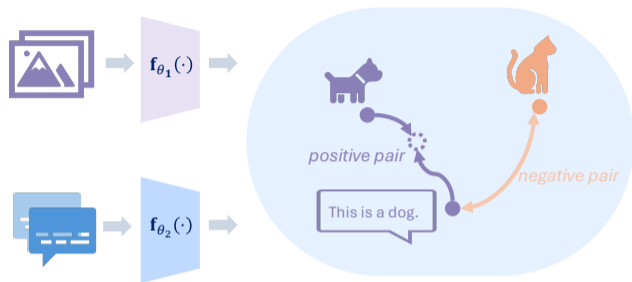 f_θ₁(·)
positive pair
negative pair
This is a dog.
f_θ₂(·)